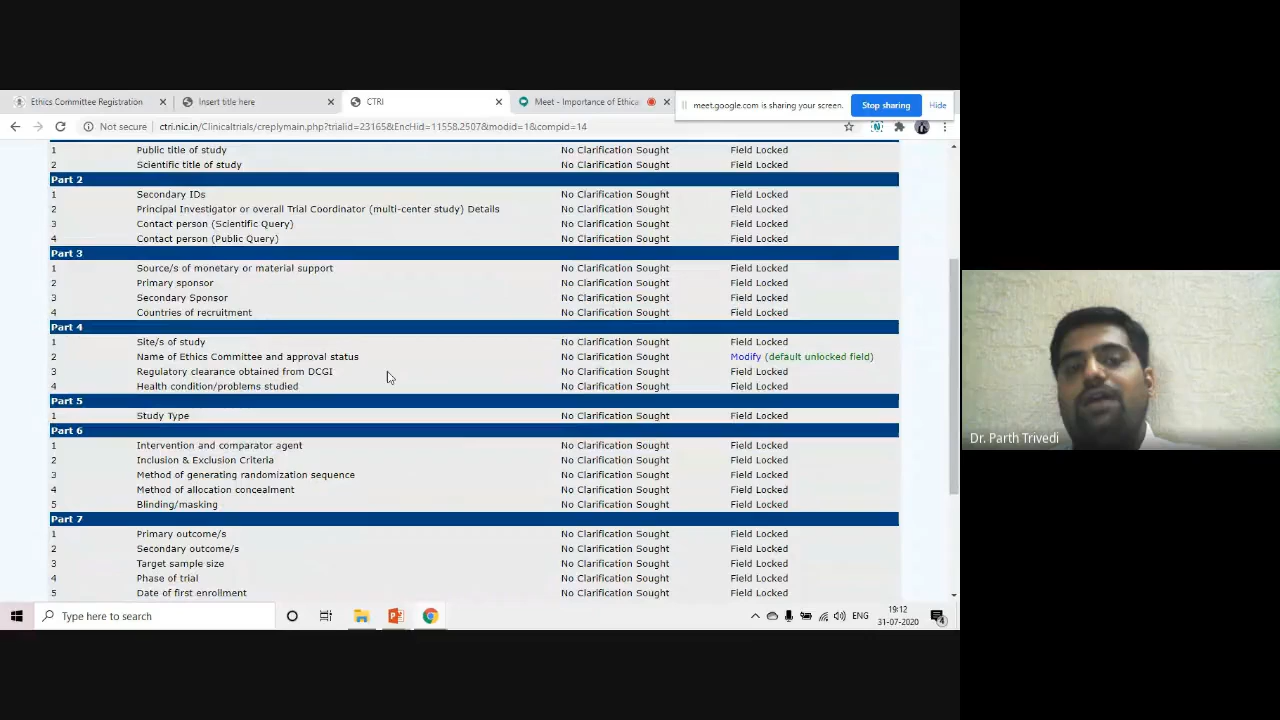 Ethics Committee Registration
Insert title here
CTRI
Meet - Importance of Ethica
meet.google.com is sharing your screen.
Stop sharing
Hide
Not secure
ctri.nic.in/Clinicaltrials/creplymain.php?trialid=23165&EncHid=11558.2507&modid=1&compid=14
1 Public title of study No Clarification Sought Field Locked
2 Scientific title of study No Clarification Sought Field Locked
Part 2
1 Secondary IDs No Clarification Sought Field Locked
2 Principal Investigator or overall Trial Coordinator (multi-center study) Details No Clarification Sought Field Locked
3 Contact person (Scientific Query) No Clarification Sought Field Locked
4 Contact person (Public Query) No Clarification Sought Field Locked
Part 3
1 Source/s of monetary or material support No Clarification Sought Field Locked
2 Primary sponsor No Clarification Sought Field Locked
3 Secondary Sponsor No Clarification Sought Field Locked
4 Countries of recruitment No Clarification Sought Field Locked
Part 4
1 Site/s of study No Clarification Sought Field Locked
2 Name of Ethics Committee and approval status No Clarification Sought Modify (default unlocked field)
3 Regulatory clearance obtained from DCGI No Clarification Sought Field Locked
4 Health condition/problems studied No Clarification Sought Field Locked
Part 5
1 Study Type No Clarification Sought Field Locked
Part 6
1 Intervention and comparator agent No Clarification Sought Field Locked
2 Inclusion & Exclusion Criteria No Clarification Sought Field Locked
3 Method of generating randomization sequence No Clarification Sought Field Locked
4 Method of allocation concealment No Clarification Sought Field Locked
5 Blinding/masking No Clarification Sought Field Locked
Part 7
1 Primary outcome/s No Clarification Sought Field Locked
2 Secondary outcome/s No Clarification Sought Field Locked
3 Target sample size No Clarification Sought Field Locked
4 Phase of trial No Clarification Sought Field Locked
5 Date of first enrollment No Clarification Sought Field Locked
Dr. Parth Trivedi
Type here to search
ENG
19:12
31-07-2020
4